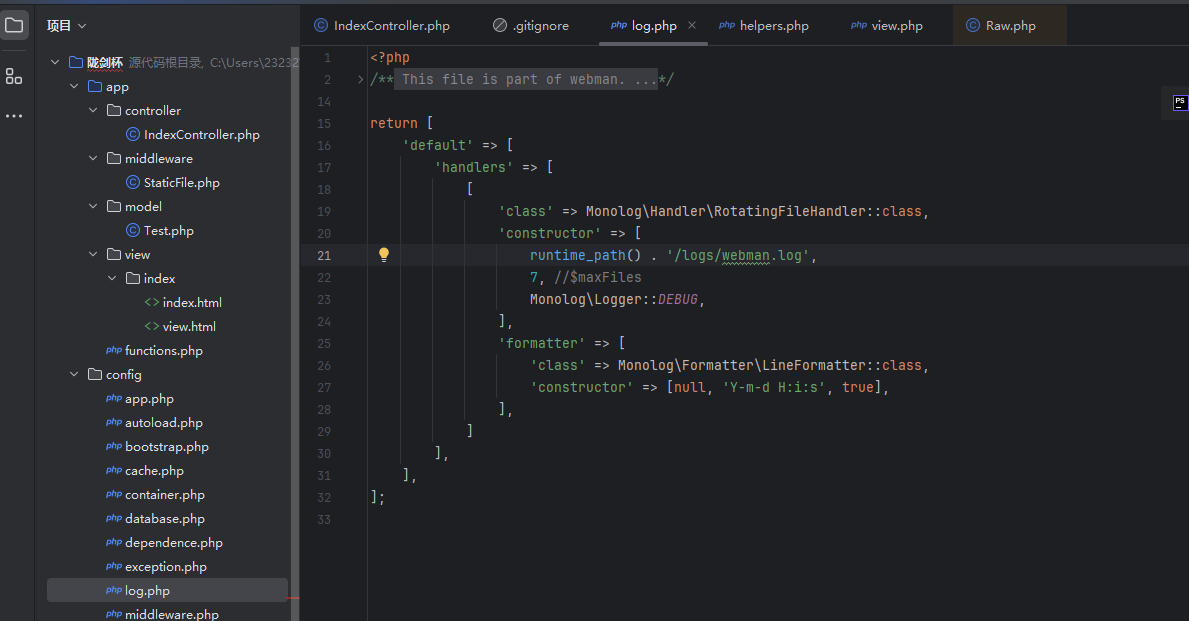 项目
陇剑杯 源代码根目录, C:\Users\23232
app
controller
IndexController.php
middleware
StaticFile.php
model
Test.php
view
index
index.html
view.html
php functions.php
config
php app.php
php autoload.php
php bootstrap.php
php cache.php
php container.php
php database.php
php dependence.php
php exception.php
php log.php
php middleware.php
IndexController.php .gitignore php log.php php helpers.php php view.php Raw.php
1 <?php
2 /** This file is part of webman. ...*/
14
15 return [
16 'default' => [
17 'handlers' => [
18 [
19 'class' => Monolog\Handler\RotatingFileHandler::class,
20 'constructor' => [
21 runtime_path() . '/logs/webman.log',
22 7, //$maxFiles
23 Monolog\Logger::DEBUG,
24 ],
25 'formatter' => [
26 'class' => Monolog\Formatter\LineFormatter::class,
27 'constructor' => [null, 'Y-m-d H:i:s', true],
28 ],
29 ]
30 ],
31 ],
32 ];
33
PS